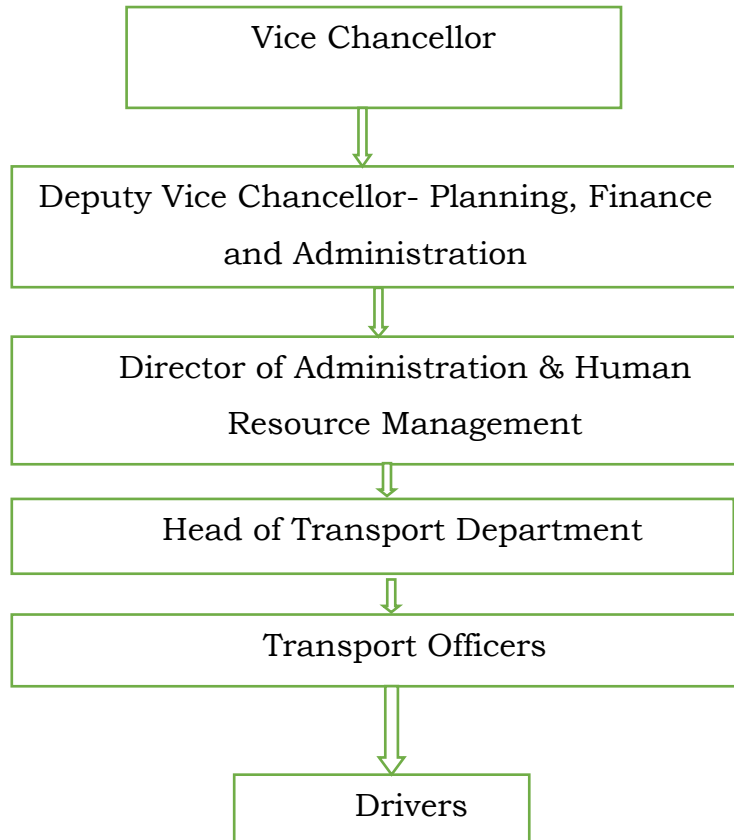 Vice Chancellor
Deputy Vice Chancellor- Planning, Finance
and Administration
Director of Administration & Human
Resource Management
Head of Transport Department
Transport Officers
Drivers